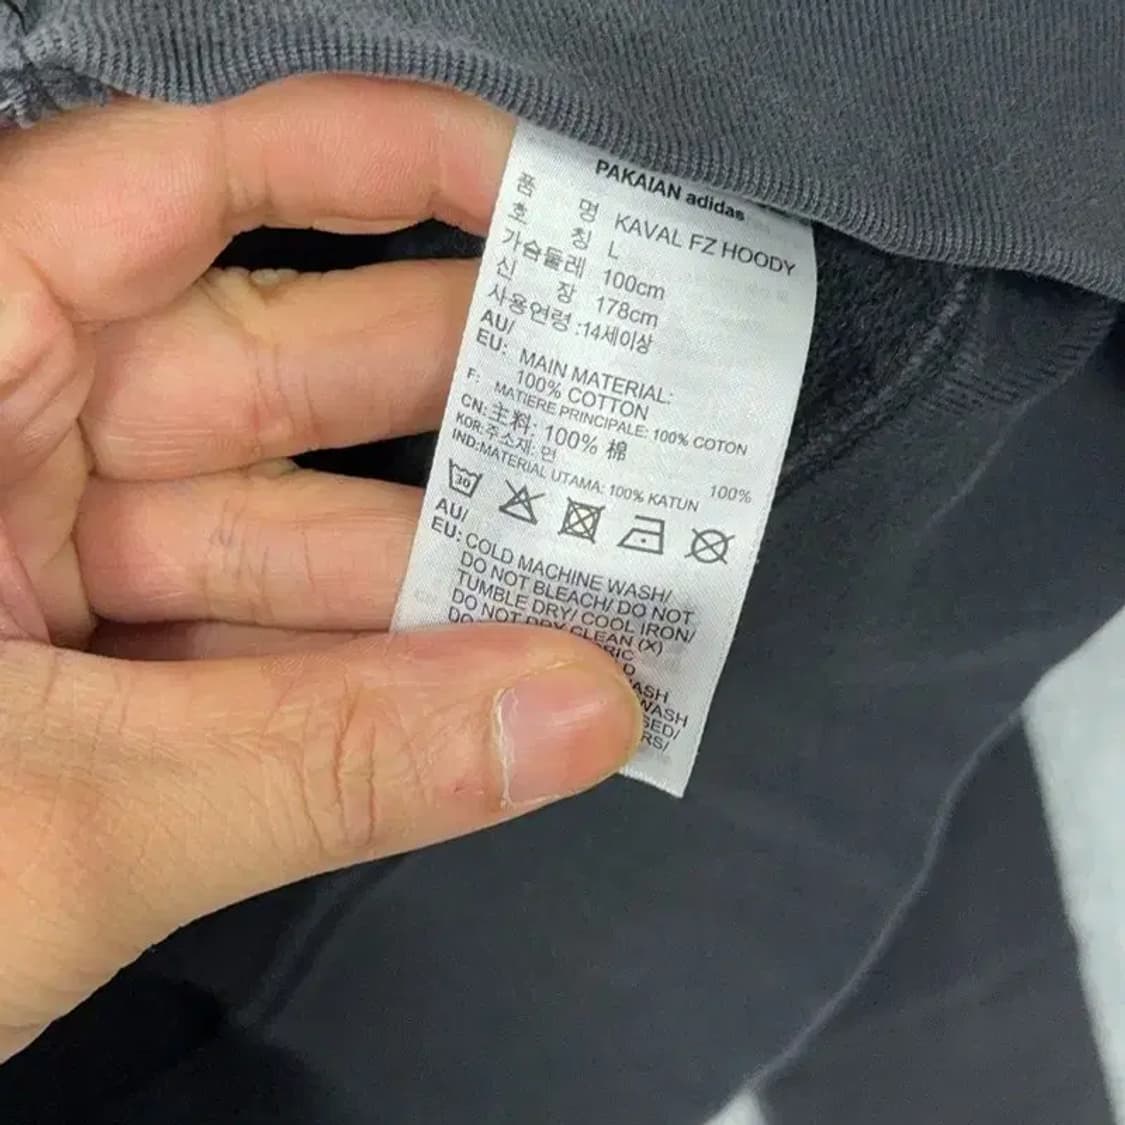 PAKAIAN adidas
품 명 KAVAL FZ HOODY
호 칭 L
가슴둘레 100cm
신 장 178cm
사용연령 :14세이상
AU/
EU: MAIN MATERIAL:
100% COTTON
F: MATIERE PRINCIPALE: 100% COTON
CN: 主料: 100% 棉
KOR: 주소재: 면 100%
IND:MATERIAL UTAMA: 100% KATUN
30
AU/
EU: COLD MACHINE WASH/
DO NOT BLEACH/ DO NOT
TUMBLE DRY/ COOL IRON/
DO NOT DRY CLEAN (X)